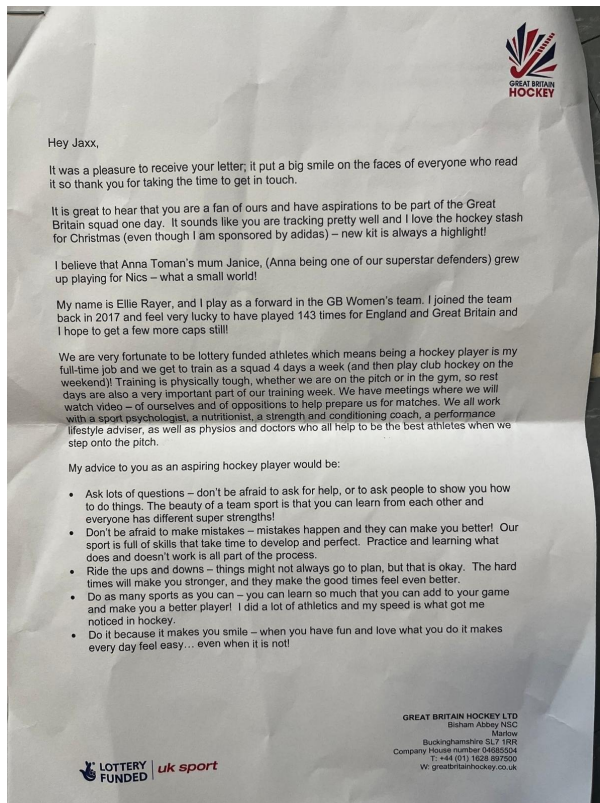 GREAT BRITAIN
HOCKEY
Hey Jaxx,
It was a pleasure to receive your letter; it put a big smile on the faces of everyone who read
it so thank you for taking the time to get in touch.
It is great to hear that you are a fan of ours and have aspirations to be part of the Great
Britain squad one day.  It sounds like you are tracking pretty well and I love the hockey stash
for Christmas (even though I am sponsored by adidas) – new kit is always a highlight!
I believe that Anna Toman's mum Janice, (Anna being one of our superstar defenders) grew
up playing for Nics – what a small world!
My name is Ellie Rayer, and I play as a forward in the GB Women's team. I joined the team
back in 2017 and feel very lucky to have played 143 times for England and Great Britain and
I hope to get a few more caps still!
We are very fortunate to be lottery funded athletes which means being a hockey player is my
full-time job and we get to train as a squad 4 days a week (and then play club hockey on the
weekend)! Training is physically tough, whether we are on the pitch or in the gym, so rest
days are also a very important part of our training week. We have meetings where we will
watch video – of ourselves and of oppositions to help prepare us for matches. We all work
with a sport psychologist, a nutritionist, a strength and conditioning coach, a performance
lifestyle adviser, as well as physios and doctors who all help to be the best athletes when we
step onto the pitch.
My advice to you as an aspiring hockey player would be:
• Ask lots of questions – don't be afraid to ask for help, or to ask people to show you how
to do things. The beauty of a team sport is that you can learn from each other and
everyone has different super strengths!
• Don't be afraid to make mistakes – mistakes happen and they can make you better!  Our
sport is full of skills that take time to develop and perfect.  Practice and learning what
does and doesn't work is all part of the process.
• Ride the ups and downs – things might not always go to plan, but that is okay.  The hard
times will make you stronger, and they make the good times feel even better.
• Do as many sports as you can – you can learn so much that you can add to your game
and make you a better player!  I did a lot of athletics and my speed is what got me
noticed in hockey.
• Do it because it makes you smile – when you have fun and love what you do it makes
every day feel easy… even when it is not!
GREAT BRITAIN HOCKEY LTD
Bisham Abbey NSC
Marlow
Buckinghamshire SL7 1RR
Company House number 04685504
T: +44 (01) 1628 897500
W: greatbritainhockey.co.uk
LOTTERY
FUNDED
uk sport